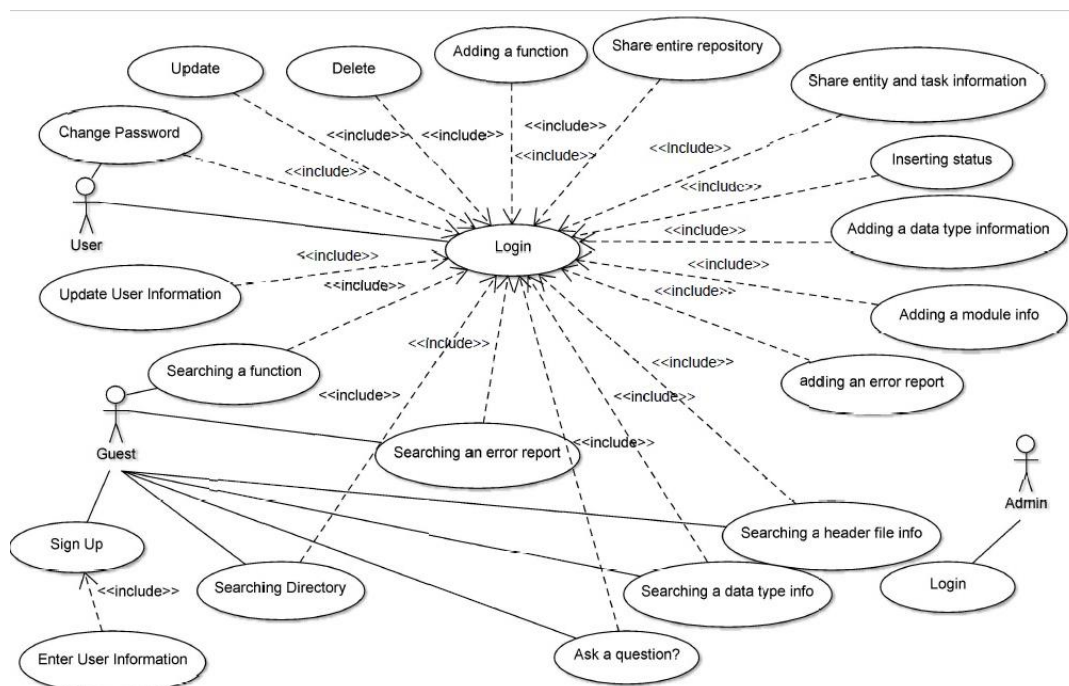 Adding a function
Share entire repository
Update
Delete
Share entity and task information
Change Password
<<include>>
<<include>>
<<include>>
<<include>>
<<include>>
<<include>>
Inserting status
<<include>>
<<include>>
User
Login
<<include>>
Adding a data type information
<<include>>
<<include>>
<<include>>
Update User Information
<<include>>
Adding a module info
<<include>>
Searching a function
<<include>>
adding an error report
<<include>>
<<include>>
Guest
<<include>>
Searching an error report
Admin
Sign Up
Searching a header file info
<<include>>
Searching Directory
Searching a data type info
Login
Enter User Information
Ask a question?